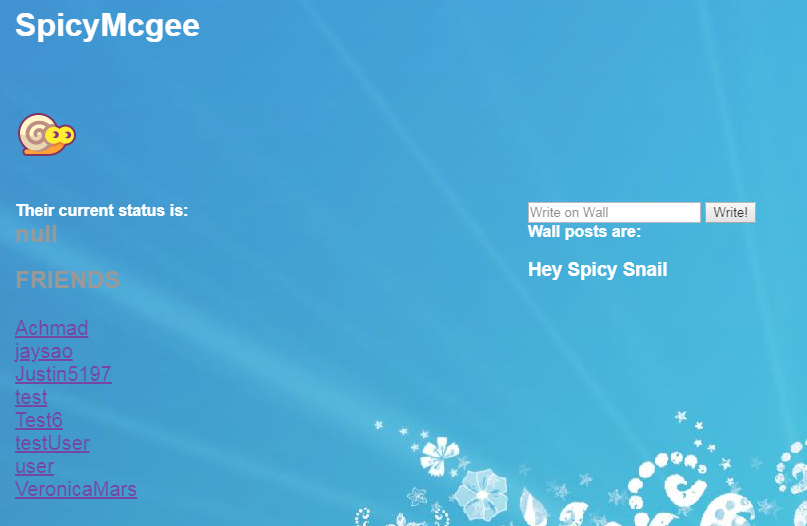 SpicyMcgee
Their current status is:
null
FRIENDS
Achmad
jaysao
Justin5197
test
Test6
testUser
user
VeronicaMars
Write on Wall
Write!
Wall posts are:
Hey Spicy Snail